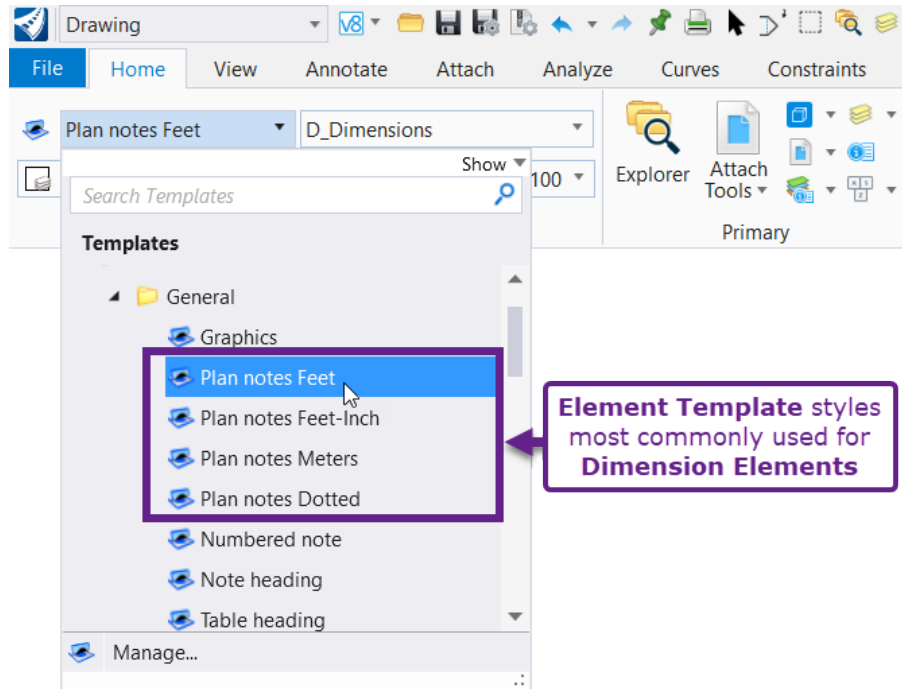 Drawing
V8
File Home View Annotate Attach Analyze Curves Constraints
Plan notes Feet D_Dimensions
Show
100
Explorer
Attach
Tools
Search Templates
Primary
Templates
General
Graphics
Plan notes Feet
Plan notes Feet-Inch
Plan notes Meters
Plan notes Dotted
Numbered note
Note heading
Table heading
Manage...
Element Template styles
most commonly used for
Dimension Elements